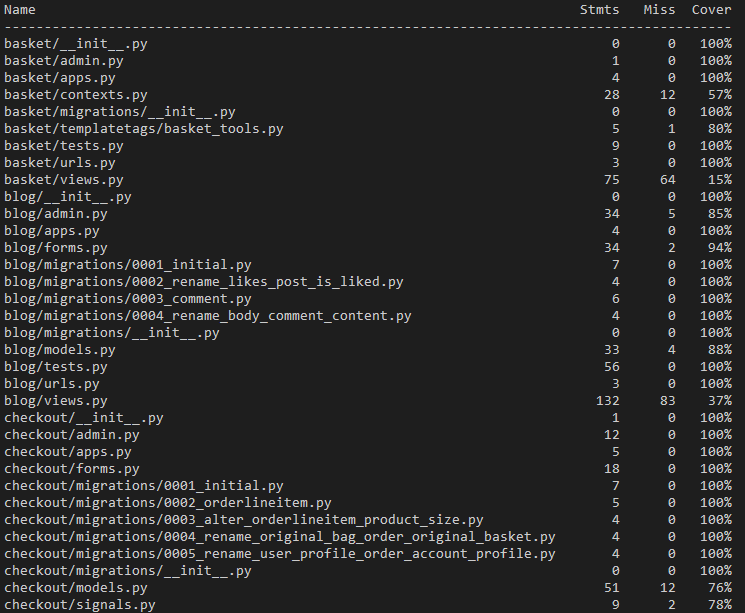 Name Stmts Miss Cover
--------------------------------------------------------------------------------------------
basket/__init__.py 0 0 100%
basket/admin.py 1 0 100%
basket/apps.py 4 0 100%
basket/contexts.py 28 12 57%
basket/migrations/__init__.py 0 0 100%
basket/templatetags/basket_tools.py 5 1 80%
basket/tests.py 9 0 100%
basket/urls.py 3 0 100%
basket/views.py 75 64 15%
blog/__init__.py 0 0 100%
blog/admin.py 34 5 85%
blog/apps.py 4 0 100%
blog/forms.py 34 2 94%
blog/migrations/0001_initial.py 7 0 100%
blog/migrations/0002_rename_likes_post_is_liked.py 4 0 100%
blog/migrations/0003_comment.py 6 0 100%
blog/migrations/0004_rename_body_comment_content.py 4 0 100%
blog/migrations/__init__.py 0 0 100%
blog/models.py 33 4 88%
blog/tests.py 56 0 100%
blog/urls.py 3 0 100%
blog/views.py 132 83 37%
checkout/__init__.py 1 0 100%
checkout/admin.py 12 0 100%
checkout/apps.py 5 0 100%
checkout/forms.py 18 0 100%
checkout/migrations/0001_initial.py 7 0 100%
checkout/migrations/0002_orderlineitem.py 5 0 100%
checkout/migrations/0003_alter_orderlineitem_product_size.py 4 0 100%
checkout/migrations/0004_rename_original_bag_order_original_basket.py 4 0 100%
checkout/migrations/0005_rename_user_profile_order_account_profile.py 4 0 100%
checkout/migrations/__init__.py 0 0 100%
checkout/models.py 51 12 76%
checkout/signals.py 9 2 78%